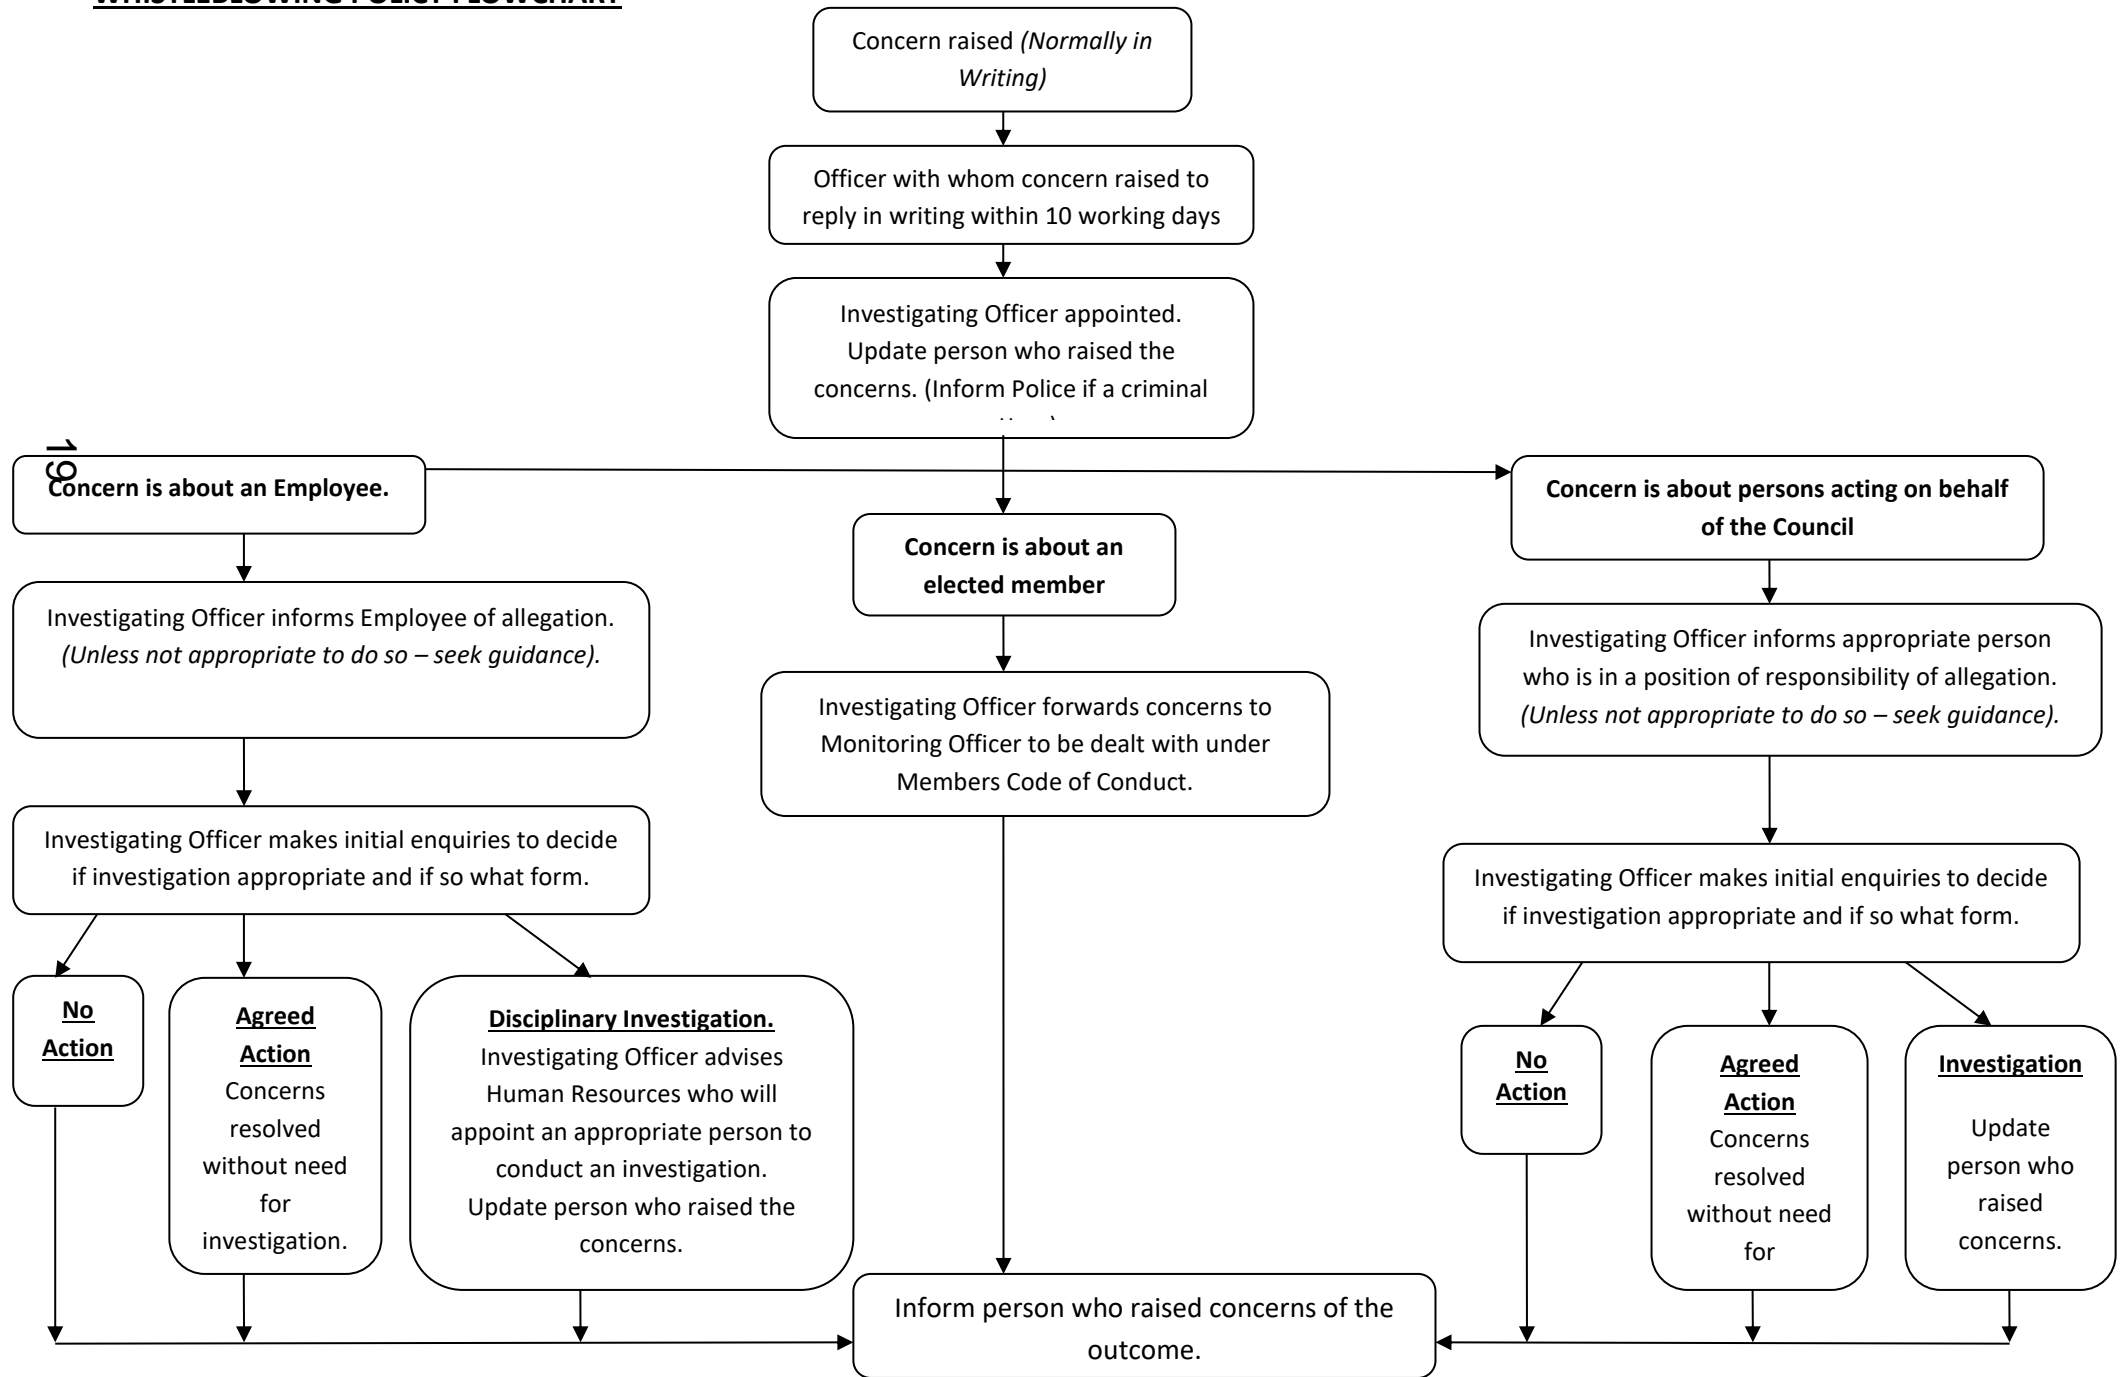 WHISTLEBLOWING POLICY FLOWCHART
Concern raised (Normally in
Writing)
Officer with whom concern raised to
reply in writing within 10 working days
Investigating Officer appointed.
Update person who raised the
concerns. (Inform Police if a criminal
19
Concern is about an Employee.
Concern is about an
elected member
Concern is about persons acting on behalf
of the Council
Investigating Officer informs Employee of allegation.
(Unless not appropriate to do so – seek guidance).
Investigating Officer forwards concerns to
Monitoring Officer to be dealt with under
Members Code of Conduct.
Investigating Officer informs appropriate person
who is in a position of responsibility of allegation.
(Unless not appropriate to do so – seek guidance).
Investigating Officer makes initial enquiries to decide
if investigation appropriate and if so what form.
Investigating Officer makes initial enquiries to decide
if investigation appropriate and if so what form.
No
Action
Agreed
Action
Concerns
resolved
without need
for
investigation.
Disciplinary Investigation.
Investigating Officer advises
Human Resources who will
appoint an appropriate person to
conduct an investigation.
Update person who raised the
concerns.
No
Action
Agreed
Action
Concerns
resolved
without need
for
Investigation
Update
person who
raised
concerns.
Inform person who raised concerns of the
outcome.